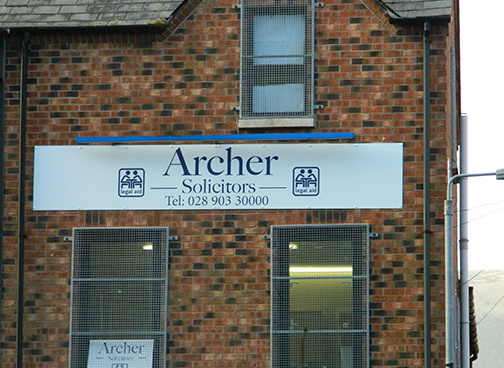 Archer
Solicitors
Tel: 028 903 30000
legal aid
legal aid
Archer
Solicitors